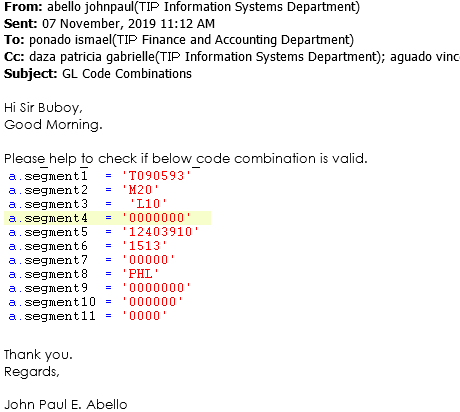 From: abello johnpaul(TIP Information Systems Department)
Sent: 07 November, 2019 11:12 AM
To: ponado ismael(TIP Finance and Accounting Department)
Cc: daza patricia gabrielle(TIP Information Systems Department); aguado vinc
Subject: GL Code Combinations
Hi Sir Buboy,
Good Morning.
Please help to check if below code combination is valid.
a.segment1 = 'T090593'
a.segment2 = 'M20'
a.segment3 = 'L10'
a.segment4 = '0000000'
a.segment5 = '12403910'
a.segment6 = '1513'
a.segment7 = '00000'
a.segment8 = 'PHL'
a.segment9 = '0000000'
a.segment10 = '000000'
a.segment11 = '0000'
Thank you.
Regards,
John Paul E. Abello